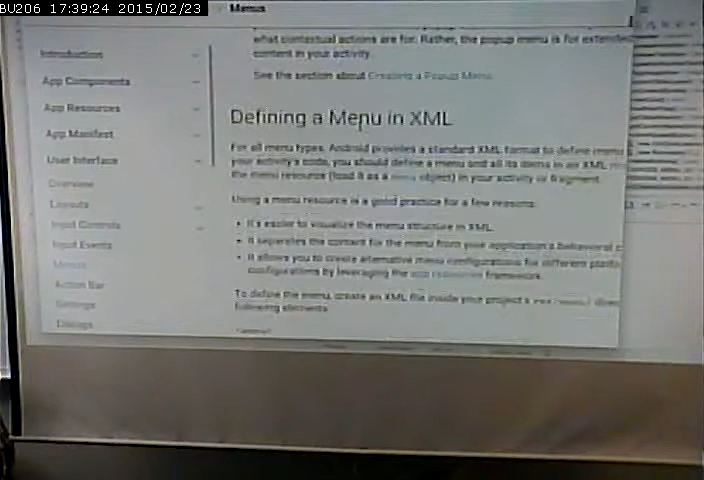 BU206 17:39:24 2015/02/23
Menus
what contextual actions are for. Rather, the popup menu is for extended
content in your activity.
See the section about Creating a Popup Menu.
Introduction
App Components
App Resources
App Manifest
User Interface
Overview
Layouts
Input Controls
Input Events
Menus
Action Bar
Settings
Dialogs
Defining a Menu in XML
For all menu types, Android provides a standard XML format to define menu
your activity's code, you should define a menu and all its items in an XML
the menu resource (load it as a Menu object) in your activity or fragment.
Using a menu resource is a good practice for a few reasons:
• It's easier to visualize the menu structure in XML.
• It separates the content for the menu from your application's behavioral c
• It allows you to create alternative menu configurations for different platfo
configurations by leveraging the app resources framework.
To define the menu, create an XML file inside your project's res/menu/ direc
following elements:
<menu>